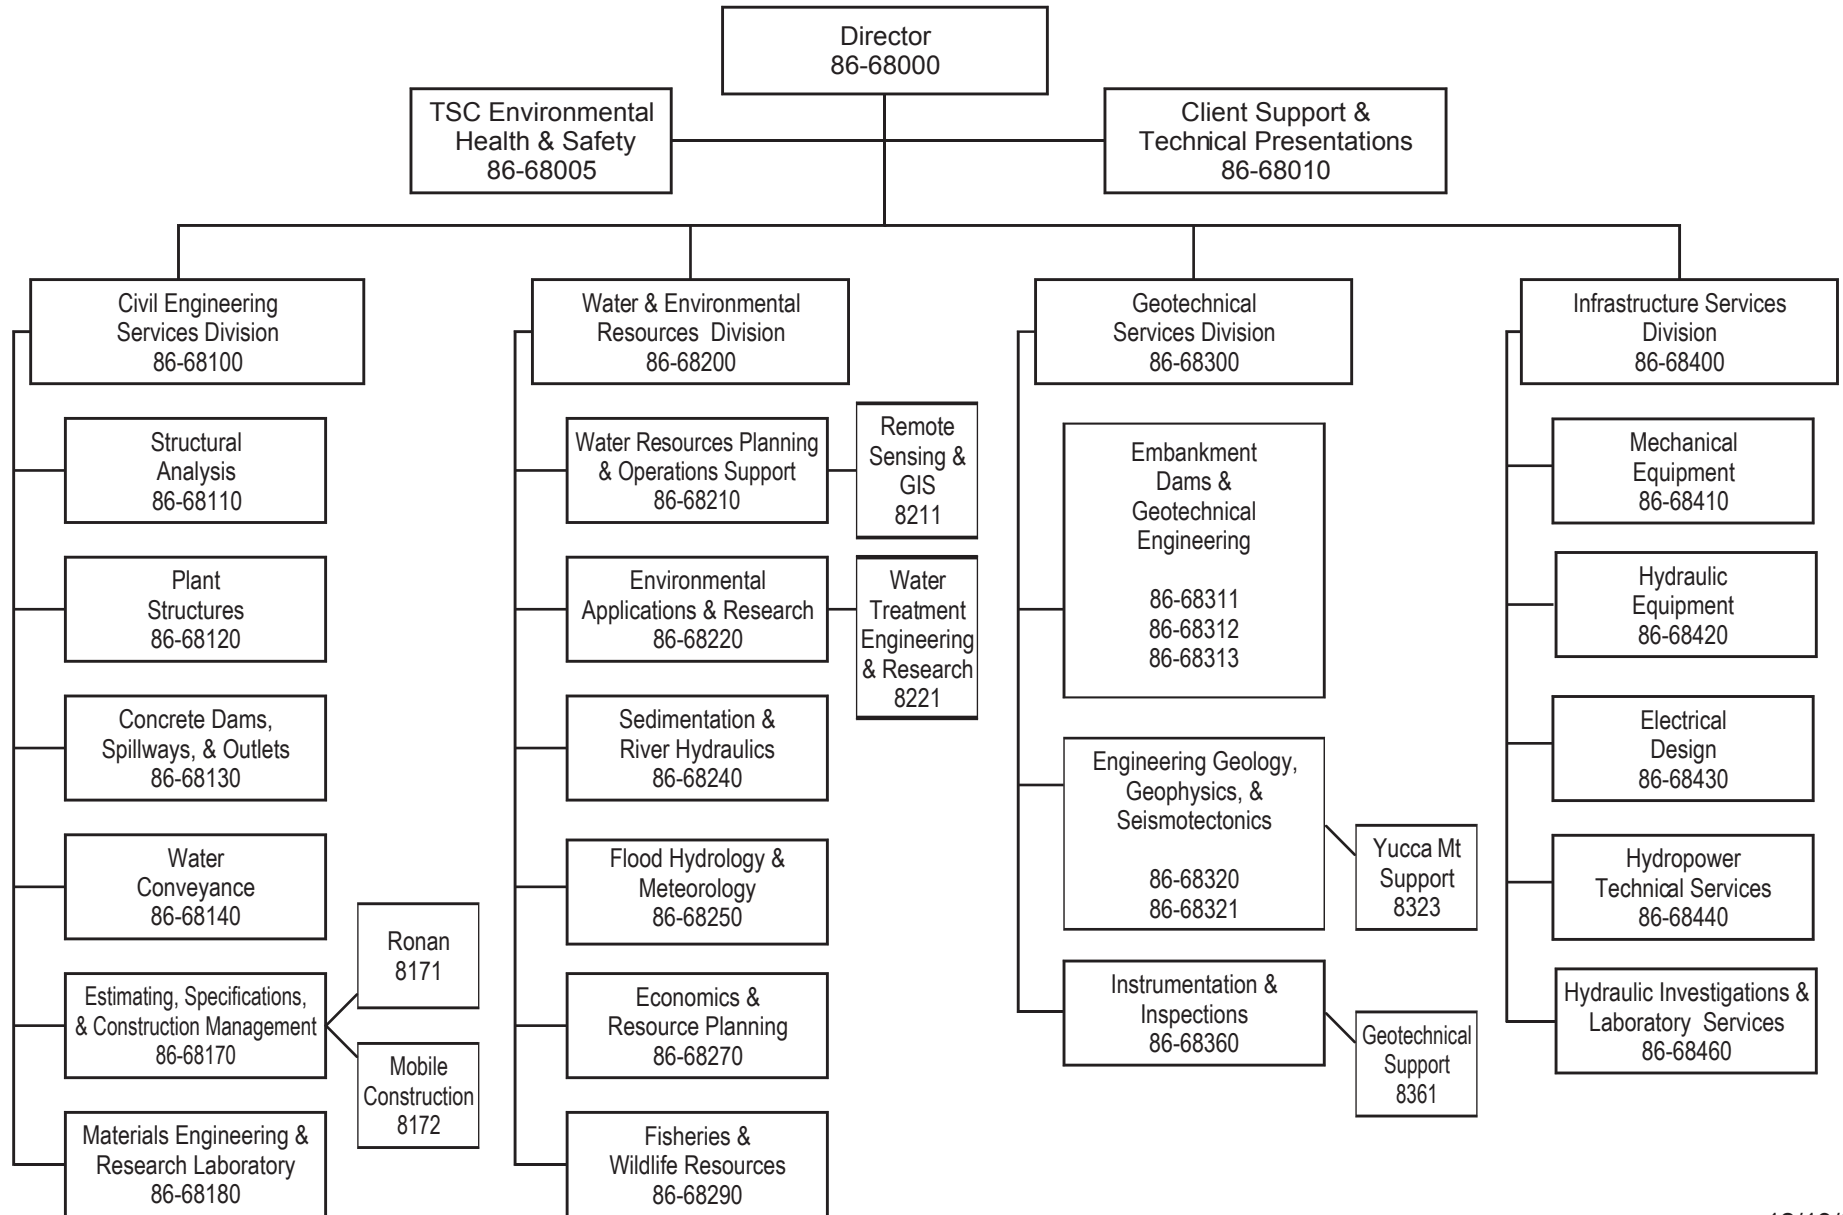 Director
86-68000
TSC Environmental
Health & Safety
86-68005
Client Support &
Technical Presentations
86-68010
Civil Engineering
Services Division
86-68100
Structural
Analysis
86-68110
Plant
Structures
86-68120
Concrete Dams,
Spillways, & Outlets
86-68130
Water
Conveyance
86-68140
Estimating, Specifications,
& Construction Management
86-68170
Ronan
8171
Mobile
Construction
8172
Materials Engineering &
Research Laboratory
86-68180
Water & Environmental
Resources Division
86-68200
Water Resources Planning
& Operations Support
86-68210
Remote
Sensing &
GIS
8211
Environmental
Applications & Research
86-68220
Water
Treatment
Engineering
& Research
8221
Sedimentation &
River Hydraulics
86-68240
Flood Hydrology &
Meteorology
86-68250
Economics &
Resource Planning
86-68270
Fisheries &
Wildlife Resources
86-68290
Geotechnical
Services Division
86-68300
Embankment
Dams &
Geotechnical
Engineering
86-68311
86-68312
86-68313
Engineering Geology,
Geophysics, &
Seismotectonics
86-68320
86-68321
Yucca Mt
Support
8323
Instrumentation &
Inspections
86-68360
Geotechnical
Support
8361
Infrastructure Services
Division
86-68400
Mechanical
Equipment
86-68410
Hydraulic
Equipment
86-68420
Electrical
Design
86-68430
Hydropower
Technical Services
86-68440
Hydraulic Investigations &
Laboratory Services
86-68460